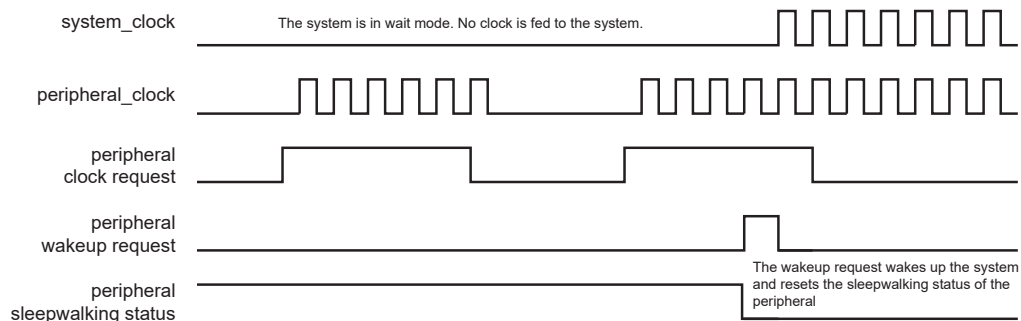 system_clock
The system is in wait mode. No clock is fed to the system.
peripheral_clock
peripheral
clock request
peripheral
wakeup request
The wakeup request wakes up the system
and resets the sleepwalking status of the
peripheral
peripheral
sleepwalking status